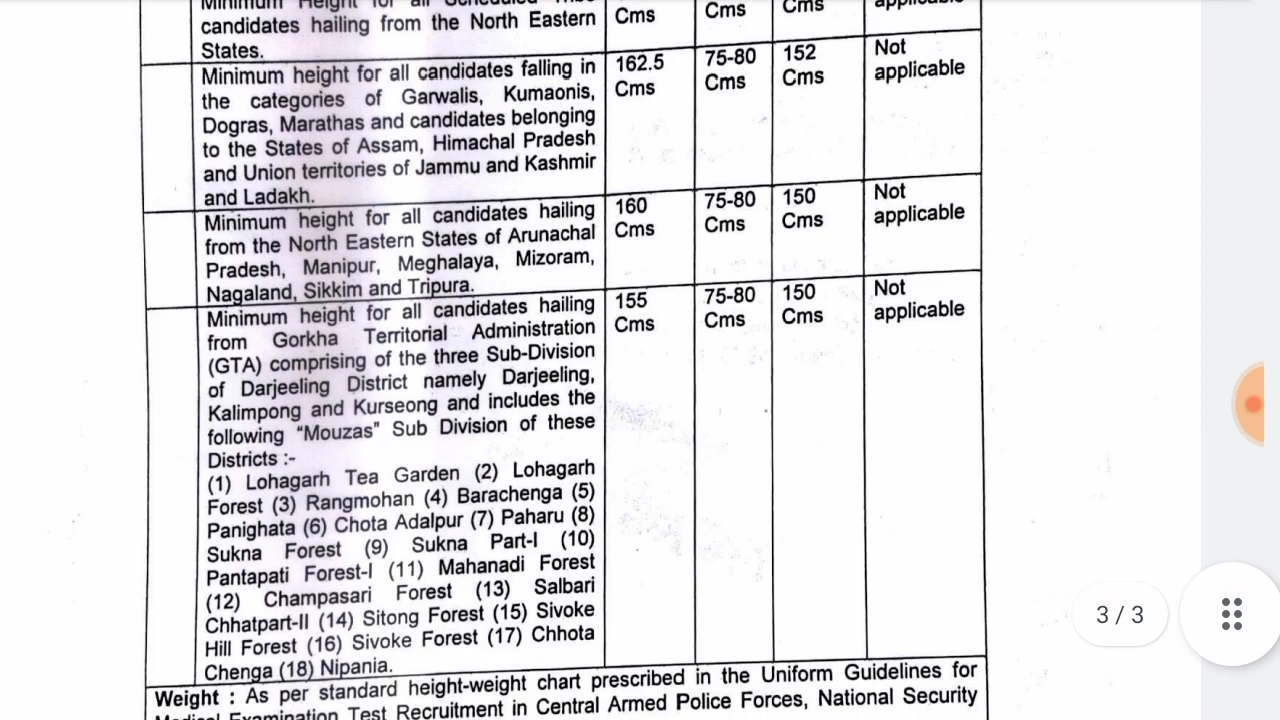 Minimum Height for all Scheduled Tribe
candidates hailing from the North Eastern
States.
Cms
Cms
Cms
applicable
Minimum height for all candidates falling in
the categories of Garwalis, Kumaonis,
Dogras, Marathas and candidates belonging
to the States of Assam, Himachal Pradesh
and Union territories of Jammu and Kashmir
and Ladakh.
162.5
Cms
75-80
Cms
152
Cms
Not
applicable
Minimum height for all candidates hailing
from the North Eastern States of Arunachal
Pradesh, Manipur, Meghalaya, Mizoram,
Nagaland, Sikkim and Tripura.
160
Cms
75-80
Cms
150
Cms
Not
applicable
Minimum height for all candidates hailing
from Gorkha Territorial Administration
(GTA) comprising of the three Sub-Division
of Darjeeling District namely Darjeeling,
Kalimpong and Kurseong and includes the
following “Mouzas” Sub Division of these
Districts :-
(1) Lohagarh Tea Garden (2) Lohagarh
Forest (3) Rangmohan (4) Barachenga (5)
Panighata (6) Chota Adalpur (7) Paharu (8)
Sukna Forest (9) Sukna Part-I (10)
Pantapati Forest-I (11) Mahanadi Forest
(12) Champasari Forest (13) Salbari
Chhatpart-II (14) Sitong Forest (15) Sivoke
Hill Forest (16) Sivoke Forest (17) Chhota
Chenga (18) Nipania.
155
Cms
75-80
Cms
150
Cms
Not
applicable
Weight : As per standard height-weight chart prescribed in the Uniform Guidelines for
Medical Examination Test Recruitment in Central Armed Police Forces, National Security
3 / 3